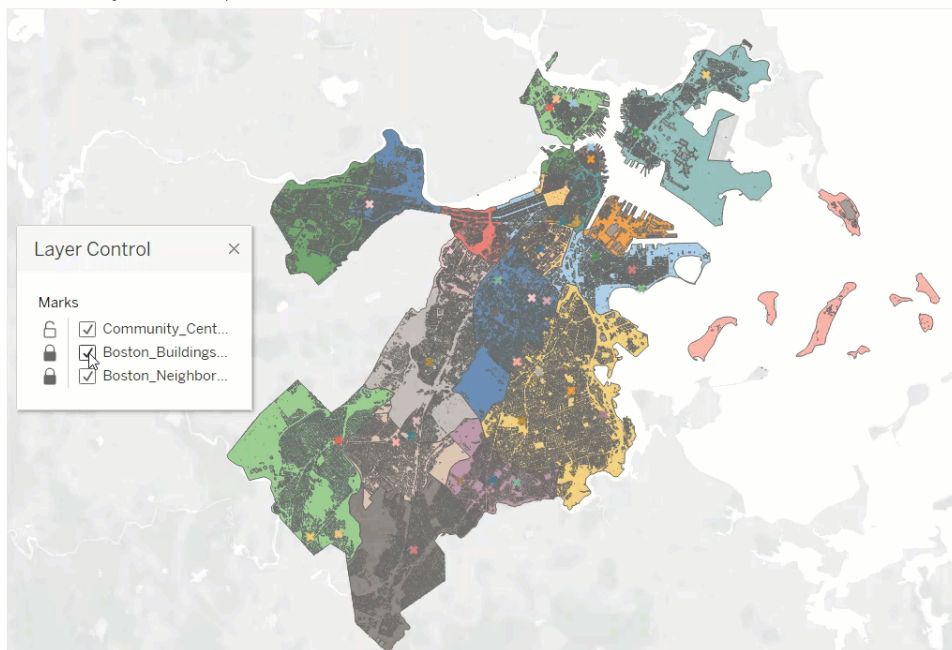 Layer Control
Marks
Community_Cent...
Boston_Buildings...
Boston_Neighbor...